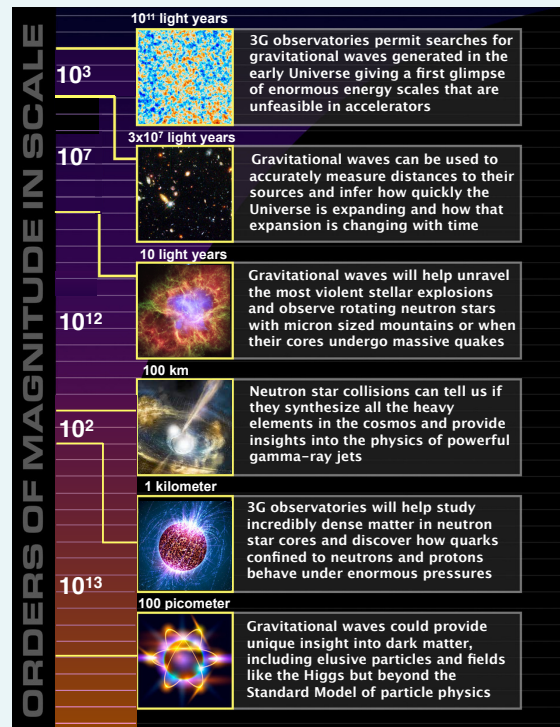 ORDERS OF MAGNITUDE IN SCALE
10¹¹ light years
3G observatories permit searches for
gravitational waves generated in the
early Universe giving a first glimpse
of enormous energy scales that are
unfeasible in accelerators
10³
3x10⁷ light years
10⁷
Gravitational waves can be used to
accurately measure distances to their
sources and infer how quickly the
Universe is expanding and how that
expansion is changing with time
10 light years
Gravitational waves will help unravel
the most violent stellar explosions
and observe rotating neutron stars
with micron sized mountains or when
their cores undergo massive quakes
10¹²
100 km
Neutron star collisions can tell us if
they synthesize all the heavy
elements in the cosmos and provide
insights into the physics of powerful
gamma-ray jets
10²
1 kilometer
3G observatories will help study
incredibly dense matter in neutron
star cores and discover how quarks
confined to neutrons and protons
behave under enormous pressures
10¹³
100 picometer
Gravitational waves could provide
unique insight into dark matter,
including elusive particles and fields
like the Higgs but beyond the
Standard Model of particle physics